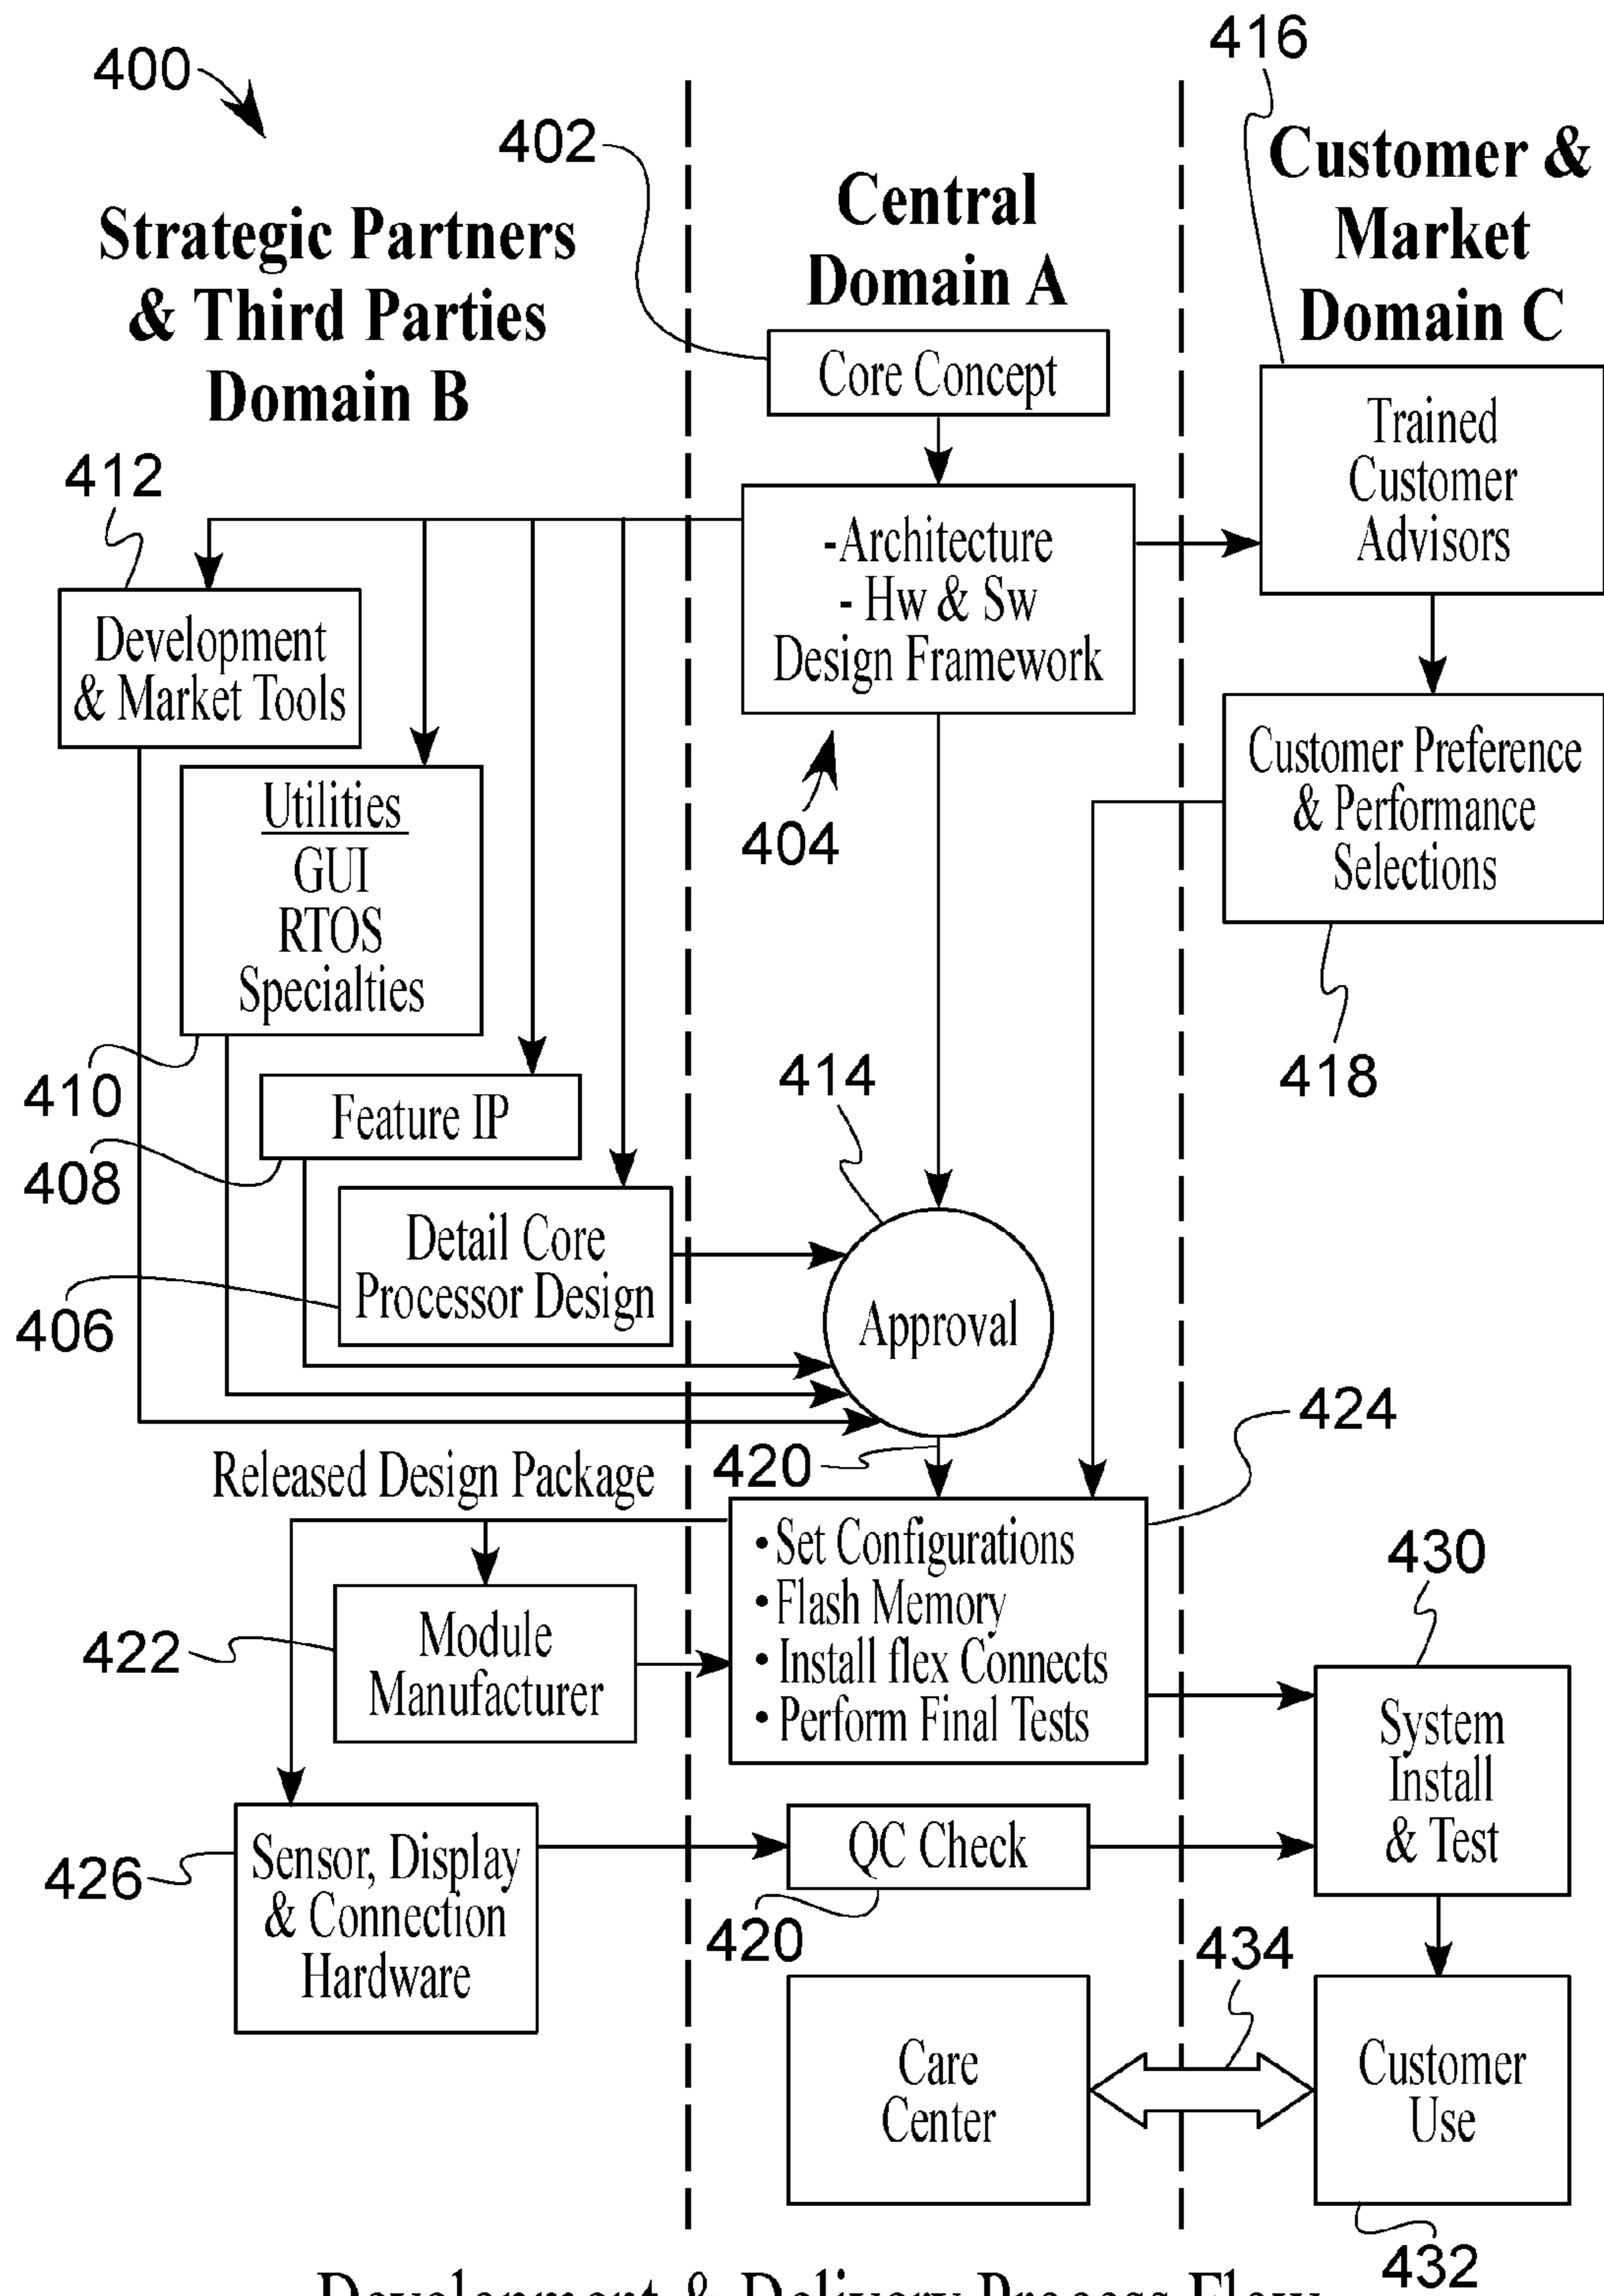 400
402
416
Strategic Partners
& Third Parties
Domain B
Central
Domain A
Customer &
Market
Domain C
Core Concept
Trained
Customer
Advisors
412
-Architecture
- Hw & Sw
Design Framework
404
Development
& Market Tools
Customer Preference
& Performance
Selections
418
Utilities
GUI
RTOS
Specialties
410
Feature IP
408
414
Detail Core
Processor Design
406
Approval
424
Released Design Package
420
•Set Configurations
•Flash Memory
• Install flex Connects
• Perform Final Tests
430
Module
Manufacturer
422
System
Install
& Test
Sensor, Display
& Connection
Hardware
426
QC Check
420
434
Care
Center
Customer
Use
432
Development & Delivery Process Flow